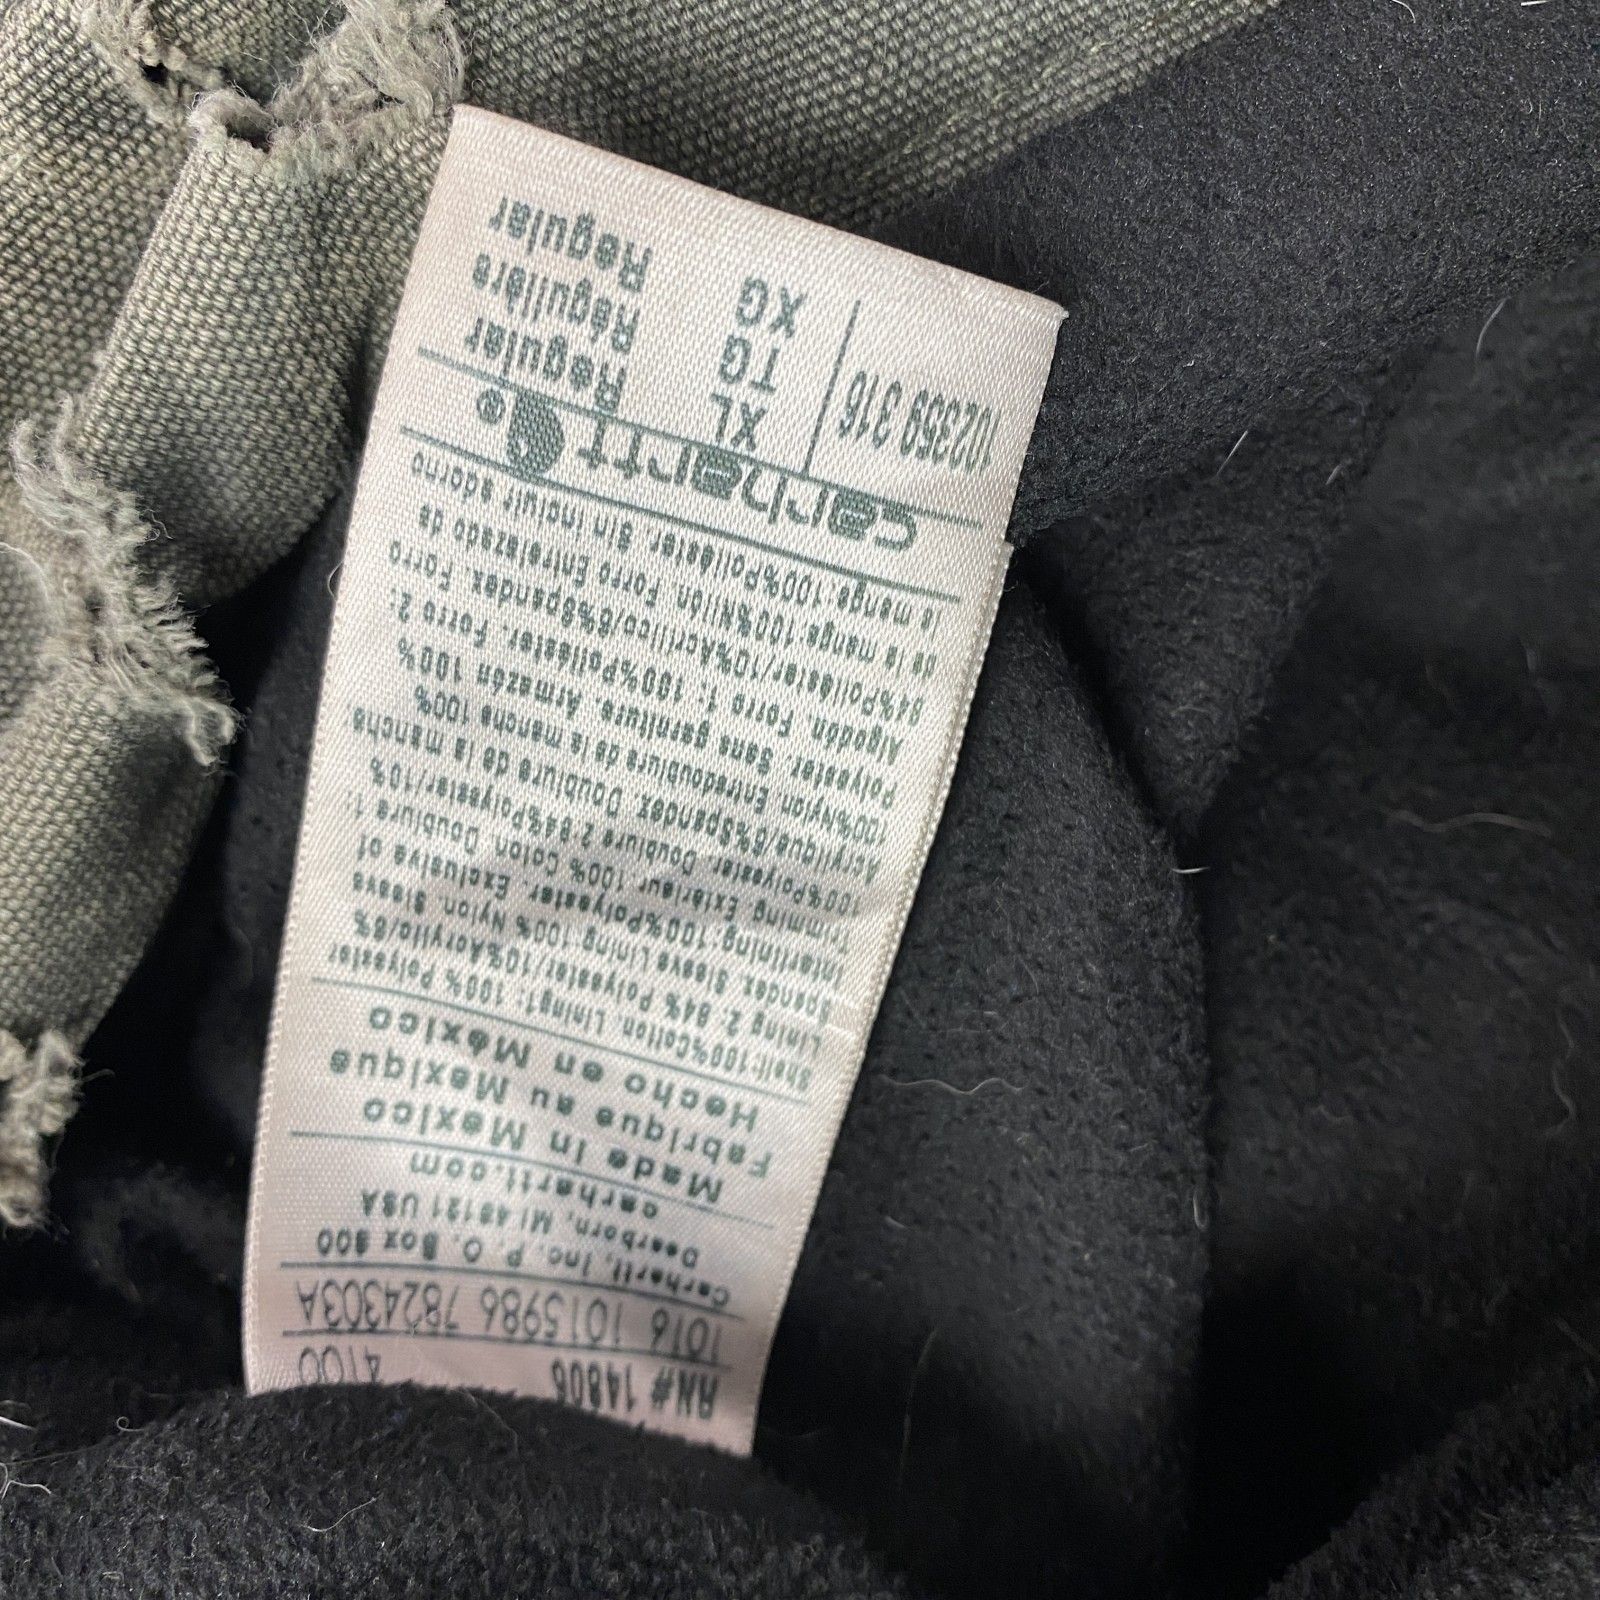 RN# 14806 4100
1016 1015986 7824303A
Carhartt, Inc. P. O. Box 600
Dearborn, MI 48121 USA
carhartt.com
Made in Mexico
Fabrique au Mexique
Hecho en México
Shell:100%Cotton. Lining1: 100% Polyester
Lining 2: 84% Polyester/10%Acrylic/6%
Spandex. Sleeve Lining:100% Nylon. Sleeve
Interlining: 100%Polyester. Exclusive of
Trimming. Extérieur:100% Coton. Doublure 1:
100%Polyester. Doublure 2:84%Polyester/10%
Acrylique/6%Spandex. Doublure de la manche
100%Nylon Entredoublure de la manche 100%
polyester. Sans garniture. Armazón 100%
Algodón. Forro 1: 100%Poliéster. Forro 2:
84%Poliéster/10%Acrílico/6%Spandex. Forro
de la manga:100%Nilón. Forro Entrelazado de
la manga:100%Poliéster Sin incluir adorno
carhartt ®
XL Regular Regular
TG Régulière Régulière
XG Regular Regular
102359 316